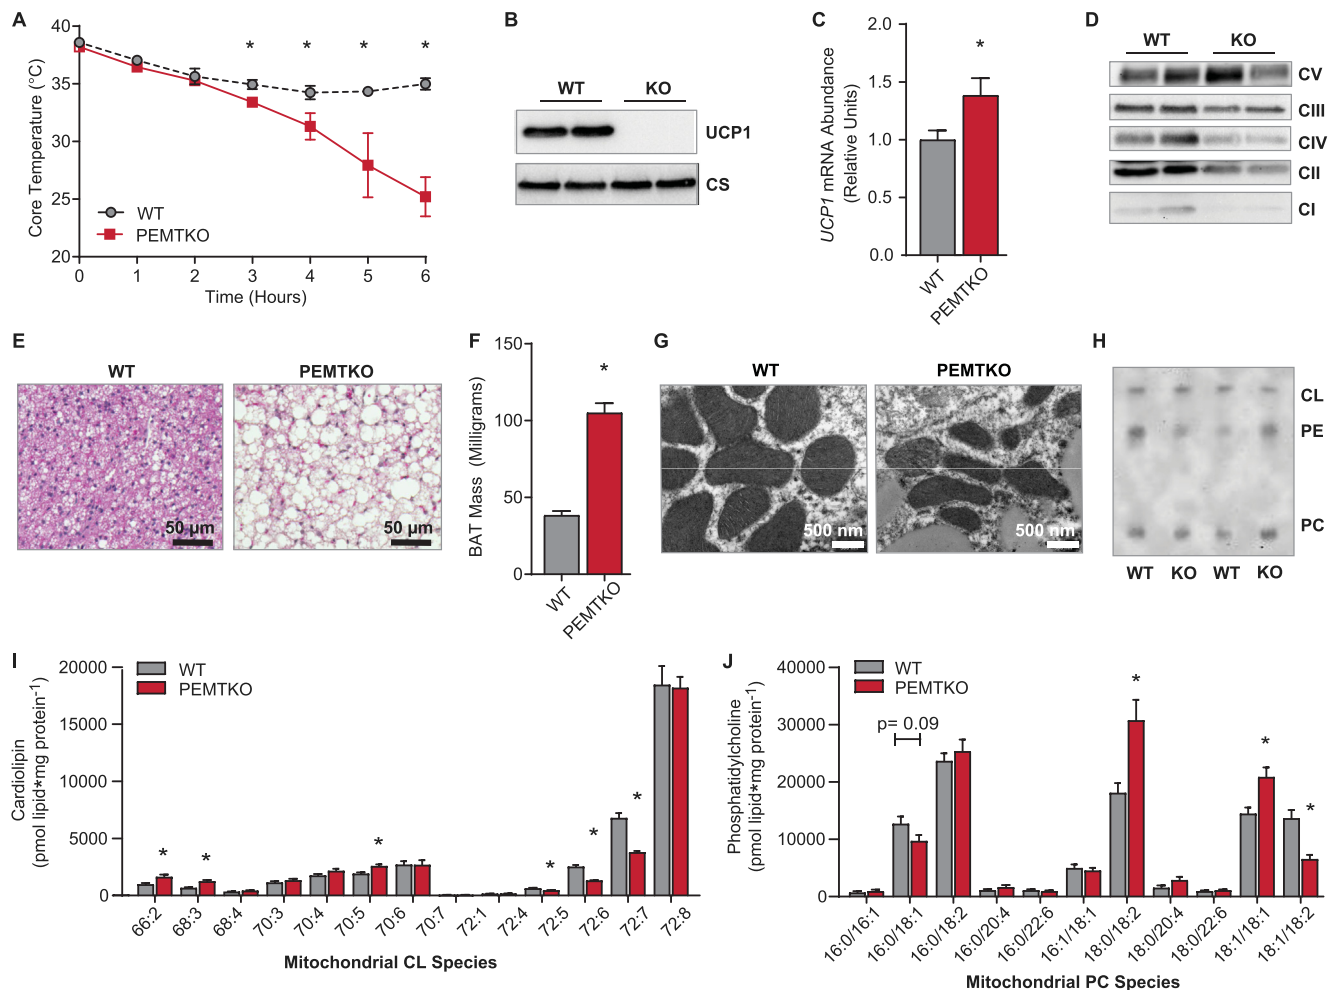 A
40
35
30
25
20
Core Temperature (°C)
* * * *
WT
PEMTKO
0 1 2 3 4 5 6
Time (Hours)
B
WT KO
UCP1
CS
C
2.0
1.5
1.0
0.5
0.0
UCP1 mRNA Abundance
(Relative Units)
*
WT
PEMTKO
D
WT KO
CV
CIII
CIV
CII
CI
E
WT PEMTKO
50 µm 50 µm
F
150
100
50
0
BAT Mass (Milligrams)
*
WT
PEMTKO
G
WT PEMTKO
500 nm 500 nm
H
CL
PE
PC
WT KO WT KO
I
20000
15000
10000
5000
0
Cardiolipin
(pmol lipid*mg protein-1)
WT
PEMTKO
* * * * * *
66:2 68:3 68:4 70:3 70:4 70:5 70:6 70:7 72:1 72:4 72:5 72:6 72:7 72:8
Mitochondrial CL Species
J
40000
30000
20000
10000
0
Phosphatidylcholine
(pmol lipid*mg protein-1)
WT
PEMTKO
p= 0.09
* * *
16:0/16:1 16:0/18:1 16:0/18:2 16:0/20:4 16:0/22:6 16:1/18:1 18:0/18:2 18:0/20:4 18:0/22:6 18:1/18:1 18:1/18:2
Mitochondrial PC Species